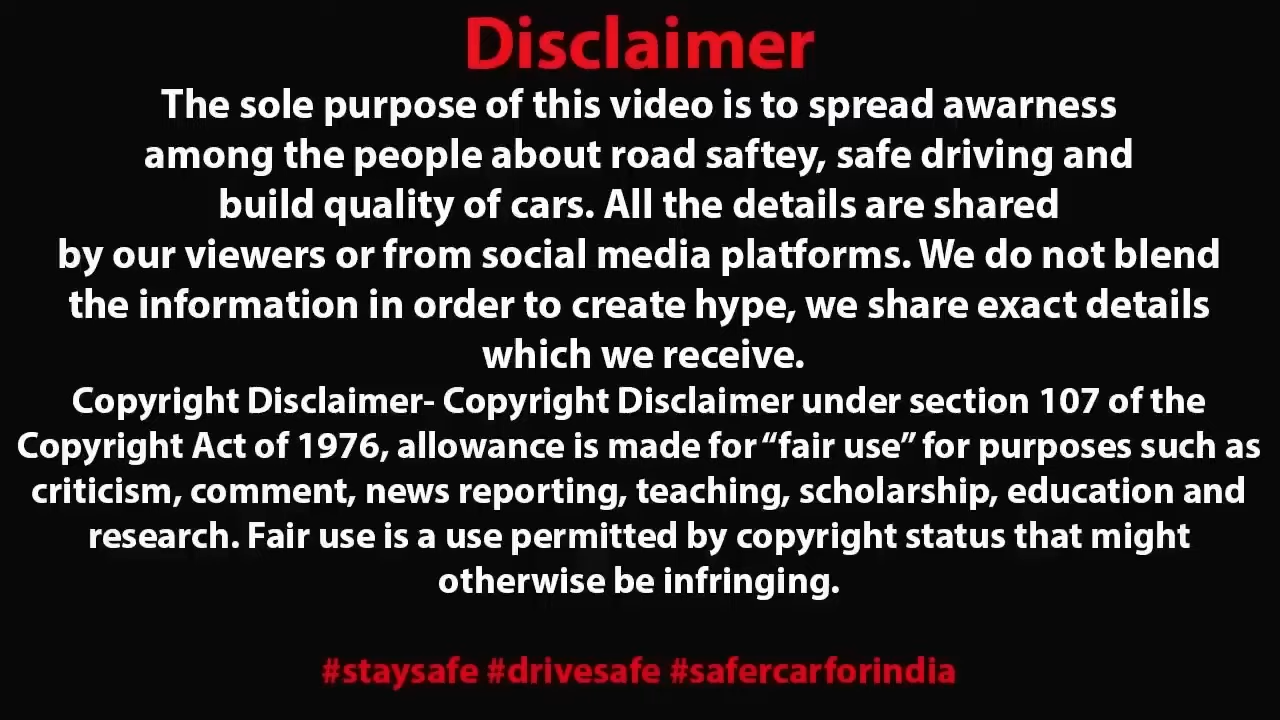 Disclaimer
The sole purpose of this video is to spread awarness
among the people about road saftey, safe driving and
build quality of cars. All the details are shared
by our viewers or from social media platforms. We do not blend
the information in order to create hype, we share exact details
which we receive.
Copyright Disclaimer- Copyright Disclaimer under section 107 of the
Copyright Act of 1976, allowance is made for “fair use” for purposes such as
criticism, comment, news reporting, teaching, scholarship, education and
research. Fair use is a use permitted by copyright status that might
otherwise be infringing.
#staysafe #drivesafe #safercarforindia